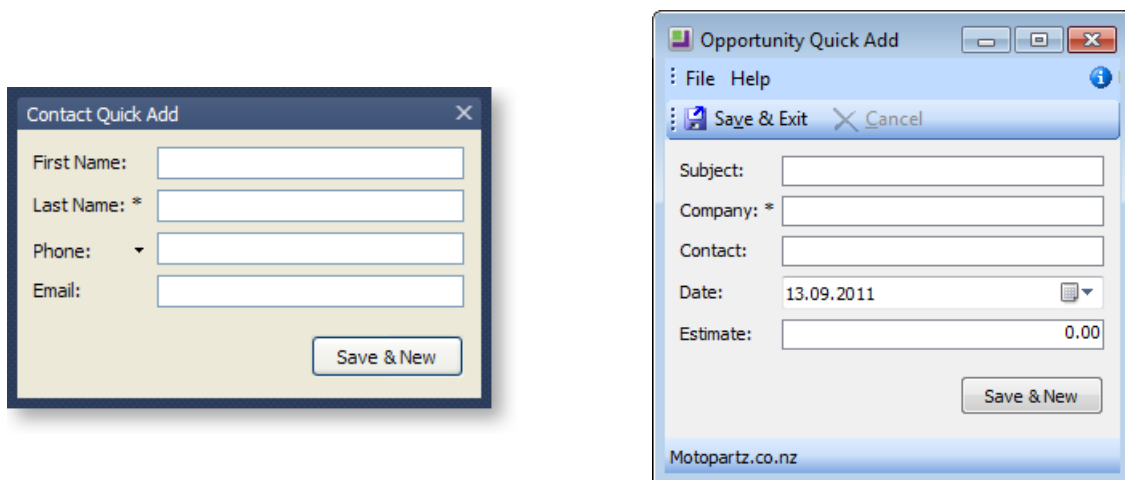 Contact Quick Add
First Name:
Last Name: *
Phone:
Email:
Save & New
Opportunity Quick Add
File Help
Save & Exit Cancel
Subject:
Company: *
Contact:
Date: 13.09.2011
Estimate: 0.00
Save & New
Motopartz.co.nz